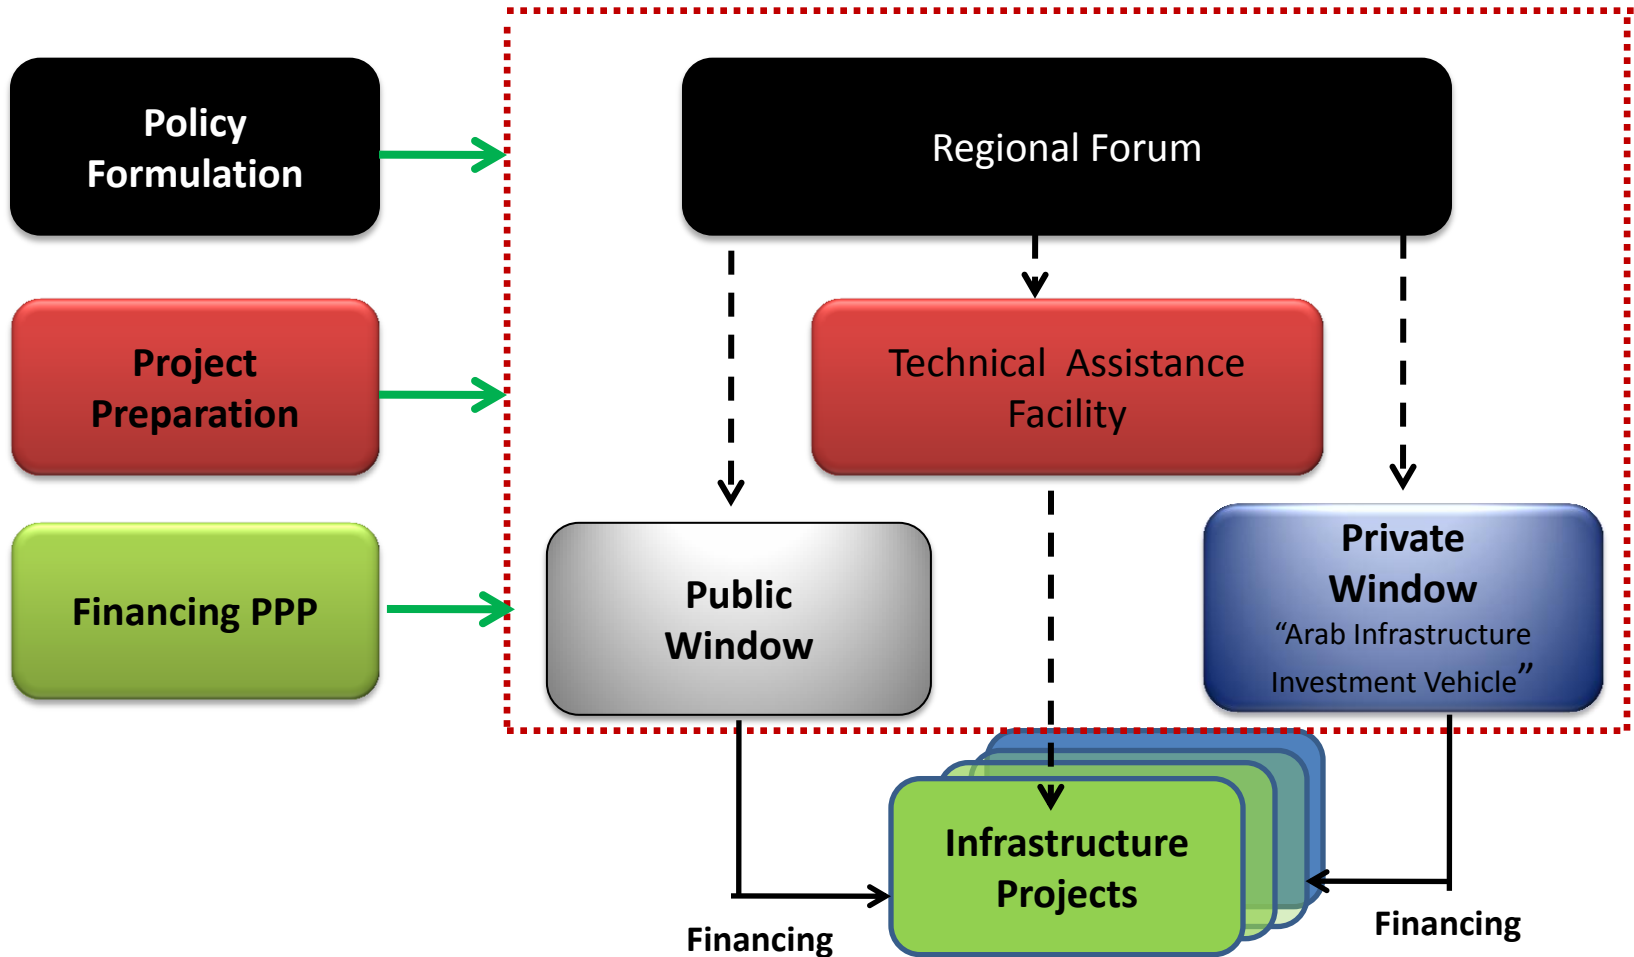 Policy
Formulation
Regional Forum
Project
Preparation
Technical Assistance
Facility
Financing PPP
Public
Window
Private
Window
“Arab Infrastructure
Investment Vehicle”
Infrastructure
Projects
Financing
Financing